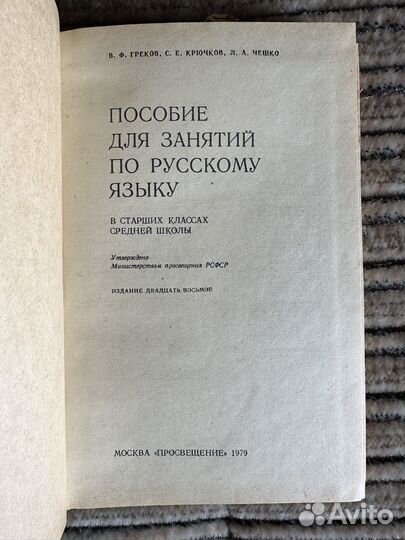 В. Ф. ГРЕКОВ, С. Е. КРЮЧКОВ, Л. А. ЧЕШКО
ПОСОБИЕ
ДЛЯ ЗАНЯТИЙ
ПО РУССКОМУ
ЯЗЫКУ
В СТАРШИХ КЛАССАХ
СРЕДНЕЙ ШКОЛЫ
Утверждено
Министерством просвещения РСФСР
ИЗДАНИЕ ДВАДЦАТЬ ВОСЬМОЕ
МОСКВА «ПРОСВЕЩЕНИЕ» 1979
Avito